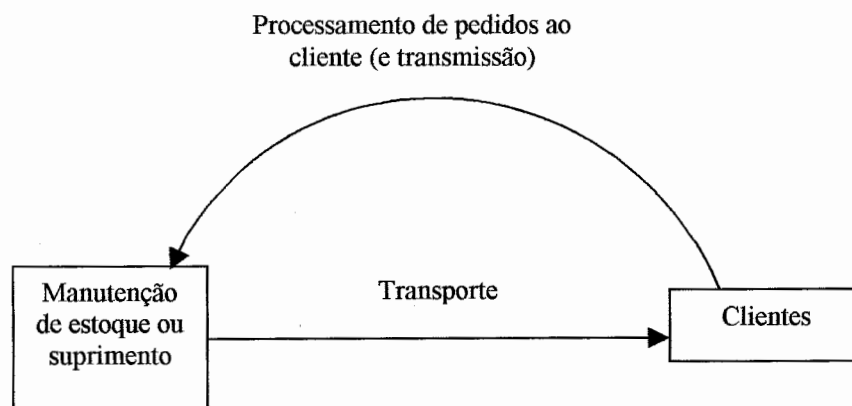 Processamento de pedidos ao
cliente (e transmissão)
Manutenção
de estoque ou
suprimento
Transporte
Clientes